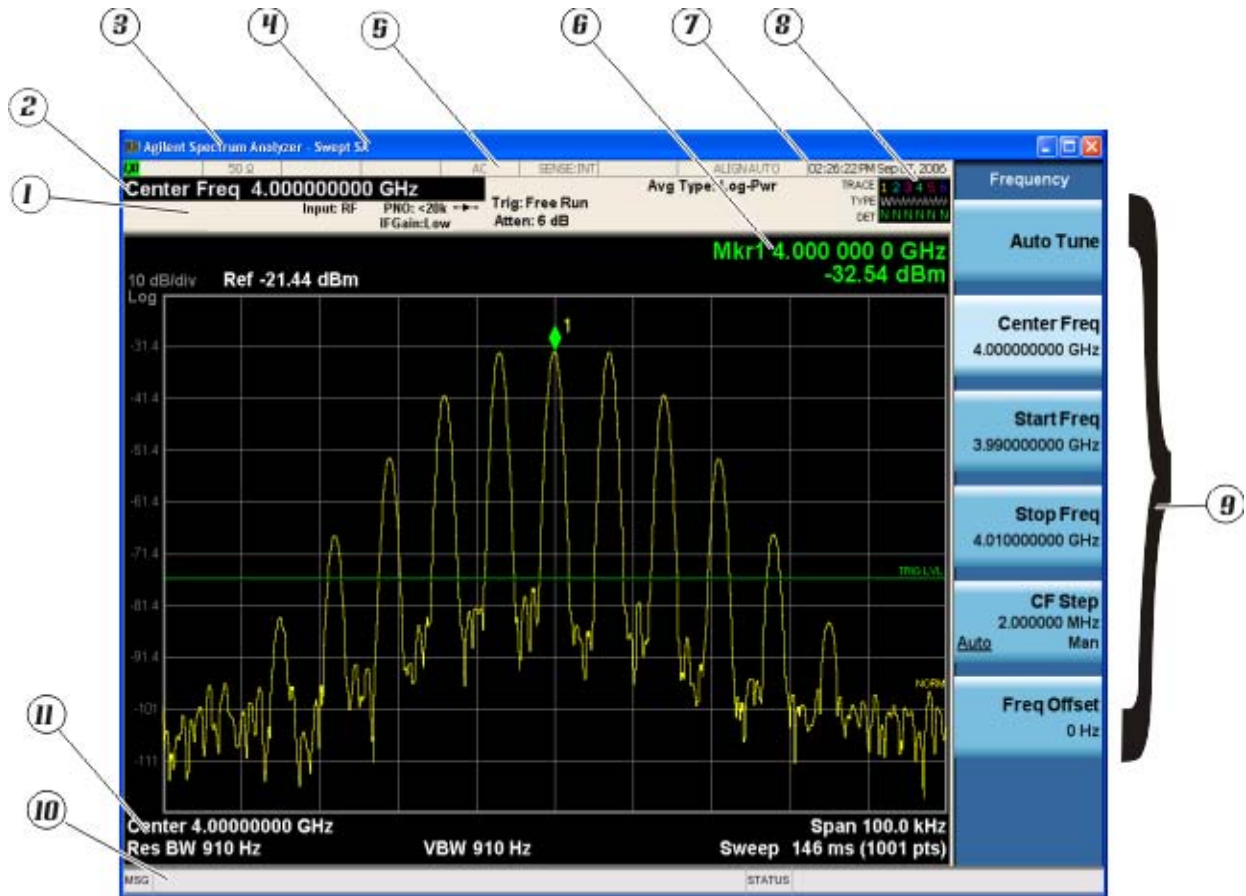 3
4
5
6
7
8
2
Agilent Spectrum Analyzer - Swept SA
LXI
50 Ω
AC
SENSE:INT
ALIGNAUTO
02:26:22PM Sep 07, 2006
1
Center Freq 4.000000000 GHz
Input: RF
PNO: <20k
IFGain:Low
Trig: Free Run
Atten: 6 dB
Avg Type: Log-Pwr
TRACE 1 2 3 4 5 6
TYPE
DET N N N N N N
Mkr1 4.000 000 0 GHz
-32.54 dBm
10 dB/div
Log
Ref -21.44 dBm
1
-31.4
-41.4
-51.4
-61.4
-71.4
TRIG LVL
-81.4
-91.4
NORM
-101
-111
Center 4.00000000 GHz
Span 100.0 kHz
Res BW 910 Hz
VBW 910 Hz
Sweep 146 ms (1001 pts)
MSG
STATUS
Frequency
Auto Tune
Center Freq
4.000000000 GHz
Start Freq
3.990000000 GHz
Stop Freq
4.010000000 GHz
CF Step
2.000000 MHz
Auto Man
Freq Offset
0 Hz
9
11
10